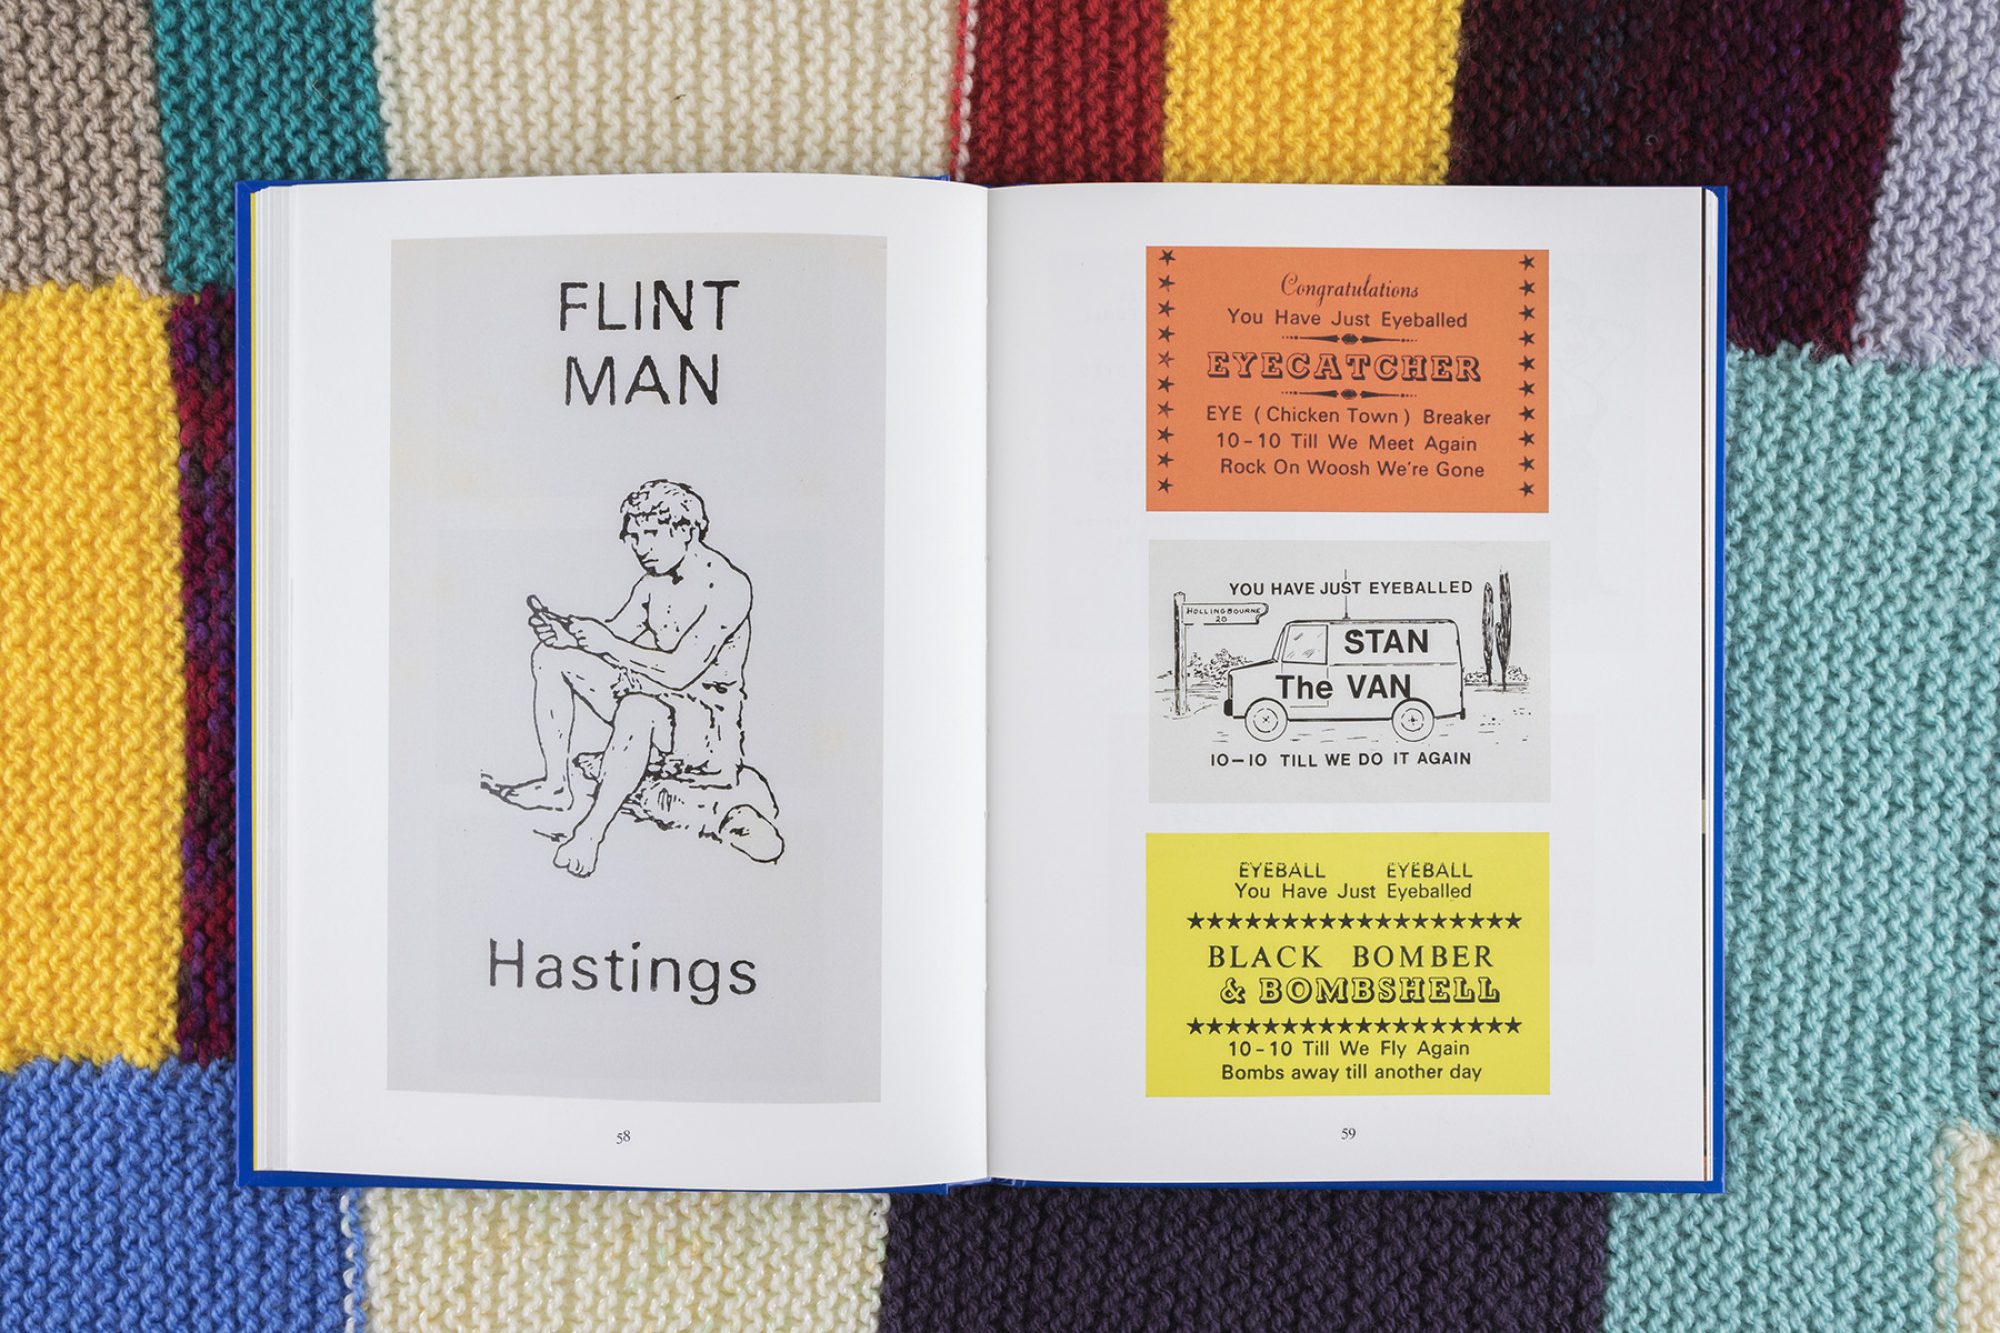 FLINT
MAN
Hastings
58
Congratulations
You Have Just Eyeballed
EYECATCHER
EYE (Chicken Town) Breaker
10-10 Till We Meet Again
Rock On Woosh We're Gone
YOU HAVE JUST EYEBALLED
HOLLINGBOURNE
20
STAN
The VAN
10-10 TILL WE DO IT AGAIN
EYEBALL EYEBALL
You Have Just Eyeballed
BLACK BOMBER
& BOMBSHELL
10-10 Till We Fly Again
Bombs away till another day
59